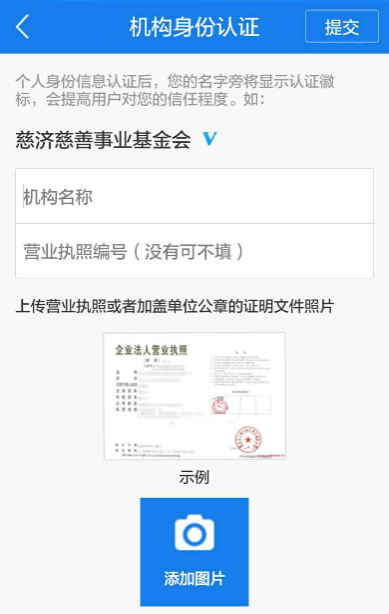 机构身份认证
提交
个人身份信息认证后，您的名字旁将显示认证徽
标，会提高用户对您的信任程度。如：
慈济慈善事业基金会
机构名称
营业执照编号（没有可不填）
上传营业执照或者加盖单位公章的证明文件照片
企业法人营业执照
示例
添加图片